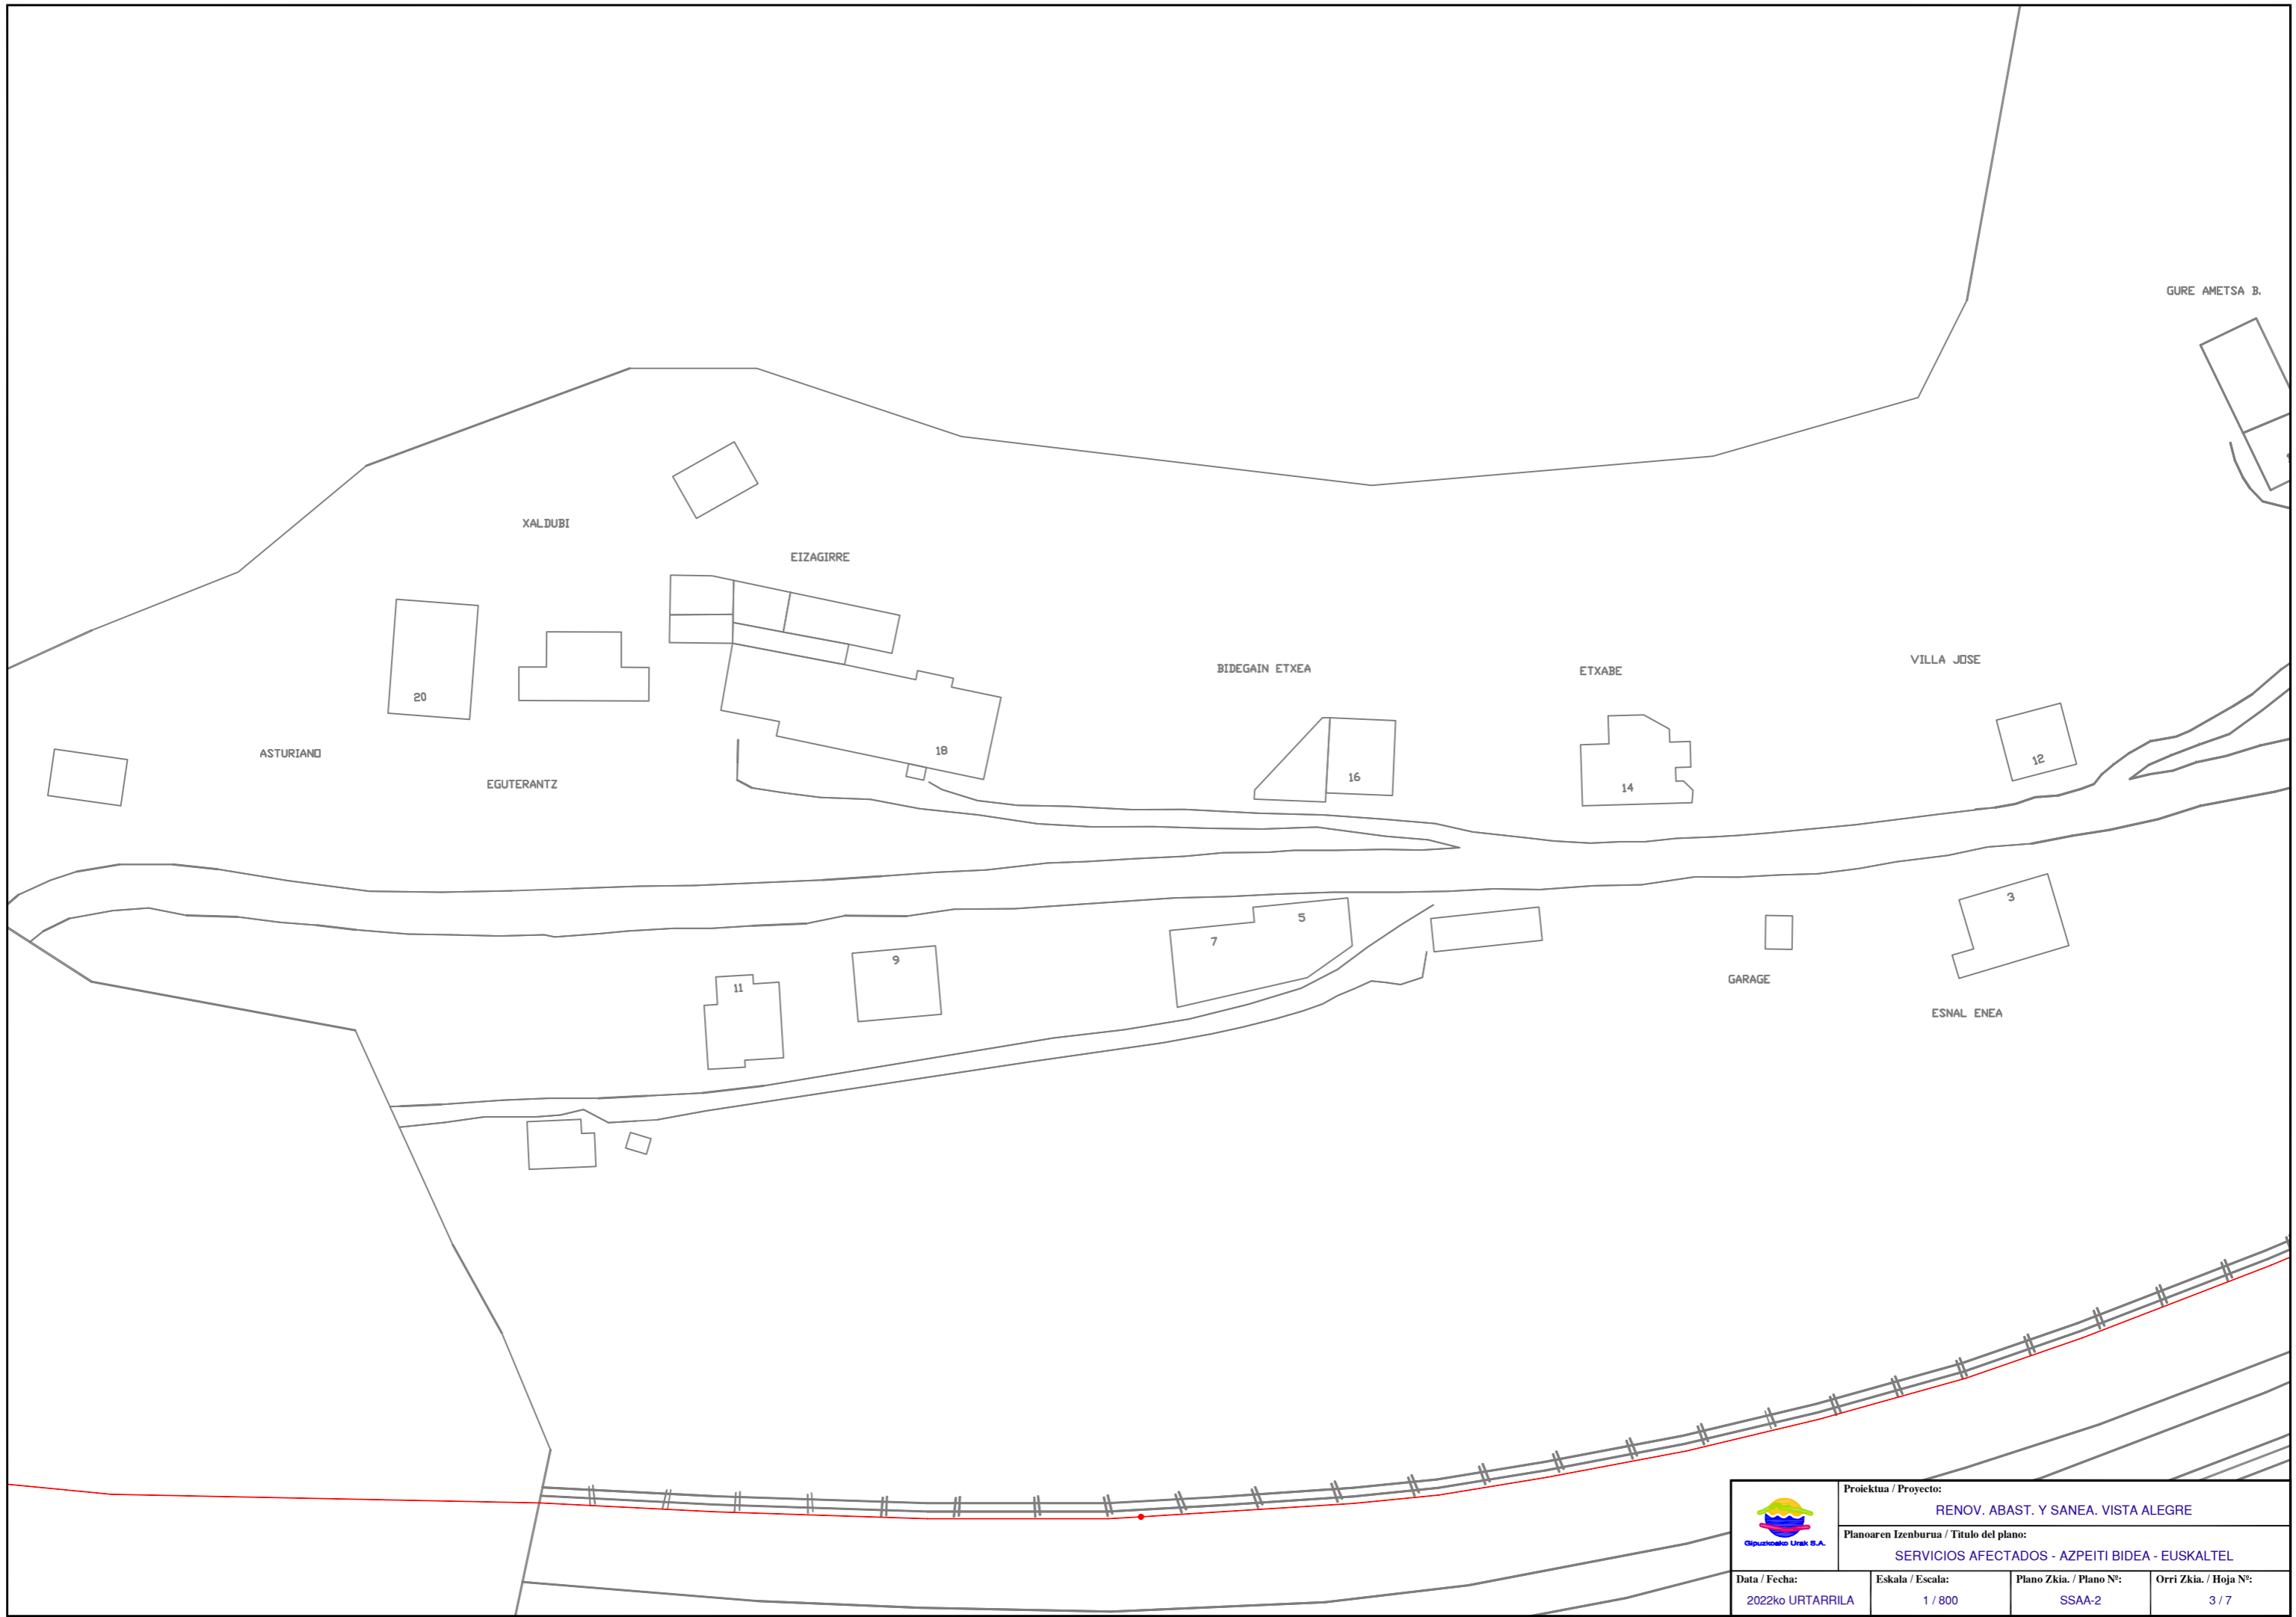 GURE AMETSA B.
XALDUBI
EIZAGIRRE
20
ASTURIANO
EGUTERANTZ
18
BIDEGAIN ETXEA
16
ETXABE
14
VILLA JOSE
12
11
9
7
5
3
GARAGE
ESNAL ENEA
Gipuzkoako Urak S.A.
Proiektua / Proyecto:
RENOV. ABAST. Y SANEA. VISTA ALEGRE
Planoaren Izenburua / Titulo del plano:
SERVICIOS AFECTADOS - AZPEITI BIDEA - EUSKALTEL
Data / Fecha:
2022ko URTARRILA
Eskala / Escala:
1 / 800
Plano Zkia. / Plano Nº:
SSAA-2
Orri Zkia. / Hoja Nº:
3 / 7